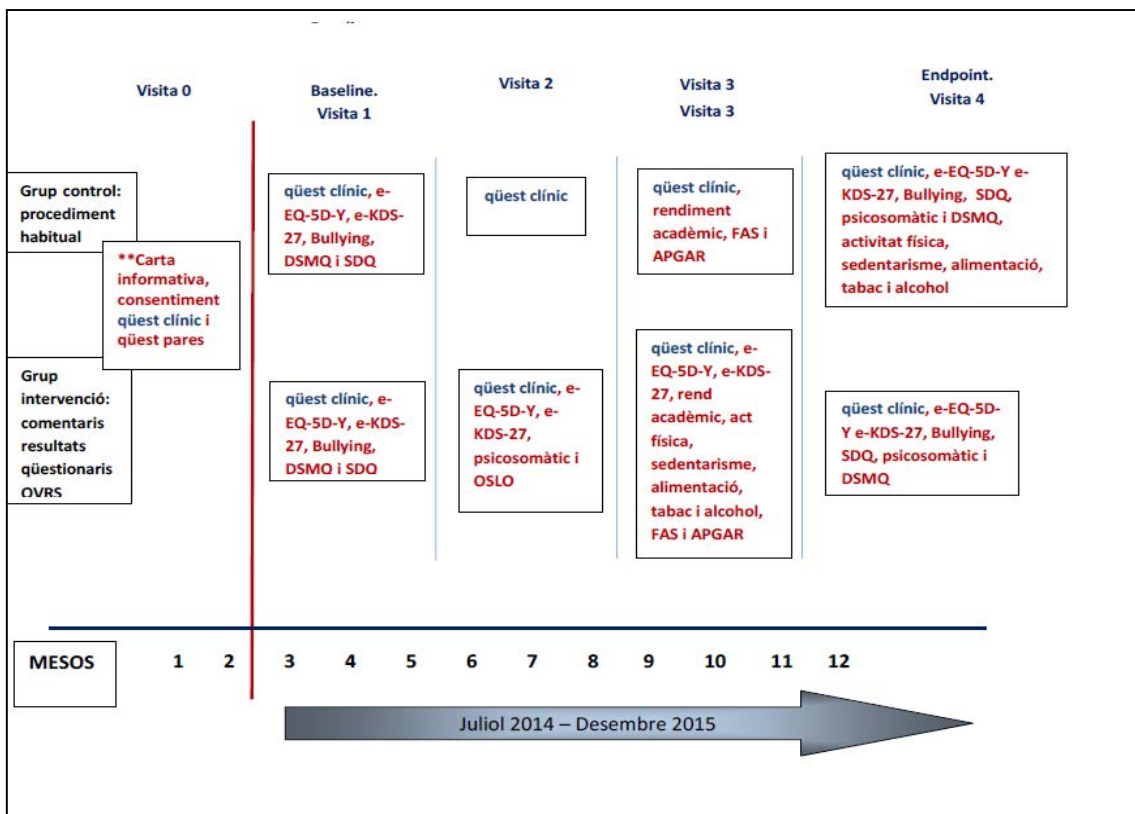 Visita 0
Baseline.
Visita 1
Visita 2
Visita 3
Visita 3
Endpoint.
Visita 4
Grup control:
procediment
habitual
qüest clínic, e-
EQ-5D-Y, e-KDS-
27, Bullying,
DSMQ i SDQ
qüest clínic
qüest clínic,
rendiment
acadèmic, FAS i
APGAR
qüest clínic, e-EQ-5D-Y e-
KDS-27, Bullying, SDQ,
psicosomàtic i DSMQ,
activitat física,
sedentarisme, alimentació,
tabac i alcohol
**Carta
informativa,
consentiment
qüest clínic i
qüest pares
Grup
intervenció:
comentaris
resultats
qüestionaris
QVRS
qüest clínic, e-
EQ-5D-Y, e-KDS-
27, Bullying,
DSMQ i SDQ
qüest clínic, e-
EQ-5D-Y, e-
KDS-27,
psicosomàtic i
OSLO
qüest clínic, e-
EQ-5D-Y, e-KDS-
27, rend
acadèmic, act
física,
sedentarisme,
alimentació,
tabac i alcohol,
FAS i APGAR
qüest clínic, e-EQ-5D-
Y e-KDS-27, Bullying,
SDQ, psicosomàtic i
DSMQ
MESOS 1 2 3 4 5 6 7 8 9 10 11 12
Juliol 2014 – Desembre 2015